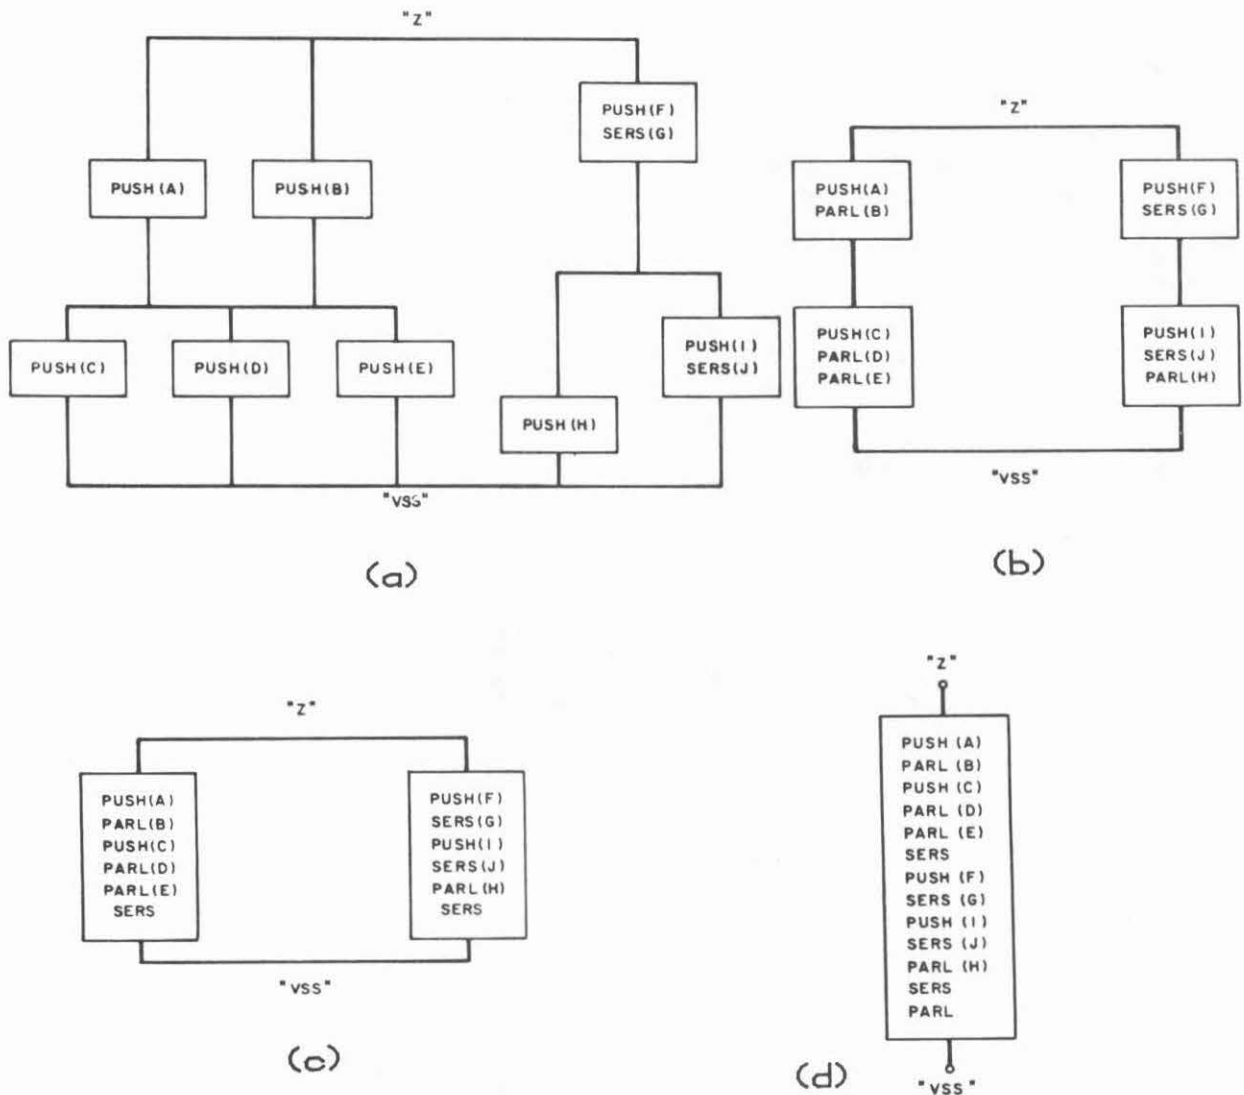 "Z"
PUSH(A)
PUSH(B)
PUSH(F)
SERS(G)
PUSH(C)
PUSH(D)
PUSH(E)
PUSH(H)
PUSH(I)
SERS(J)
"VSS"
(a)
"Z"
PUSH(A)
PARL(B)
PUSH(F)
SERS(G)
PUSH(C)
PARL(D)
PARL(E)
PUSH(I)
SERS(J)
PARL(H)
"VSS"
(b)
"Z"
PUSH(A)
PARL(B)
PUSH(C)
PARL(D)
PARL(E)
SERS
PUSH(F)
SERS(G)
PUSH(I)
SERS(J)
PARL(H)
SERS
"VSS"
(c)
"Z"
PUSH (A)
PARL (B)
PUSH (C)
PARL (D)
PARL (E)
SERS
PUSH (F)
SERS (G)
PUSH (I)
SERS (J)
PARL (H)
SERS
PARL
"VSS"
(d)